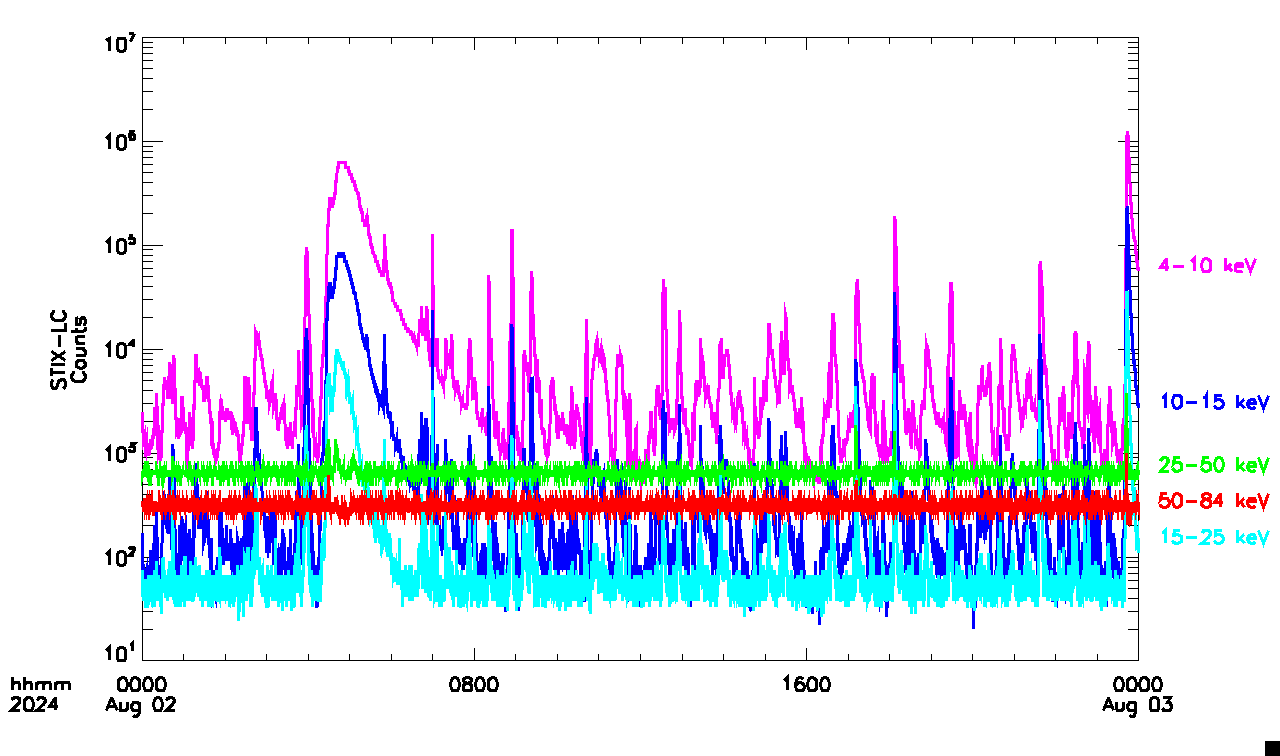 10⁷
10⁶
10⁵
10⁴
10³
10²
10¹
STIX-LC
Counts
4-10 keV
10-15 keV
25-50 keV
50-84 keV
15-25 keV
hhmm 0000 0800 1600 0000
2024 Aug 02 Aug 03